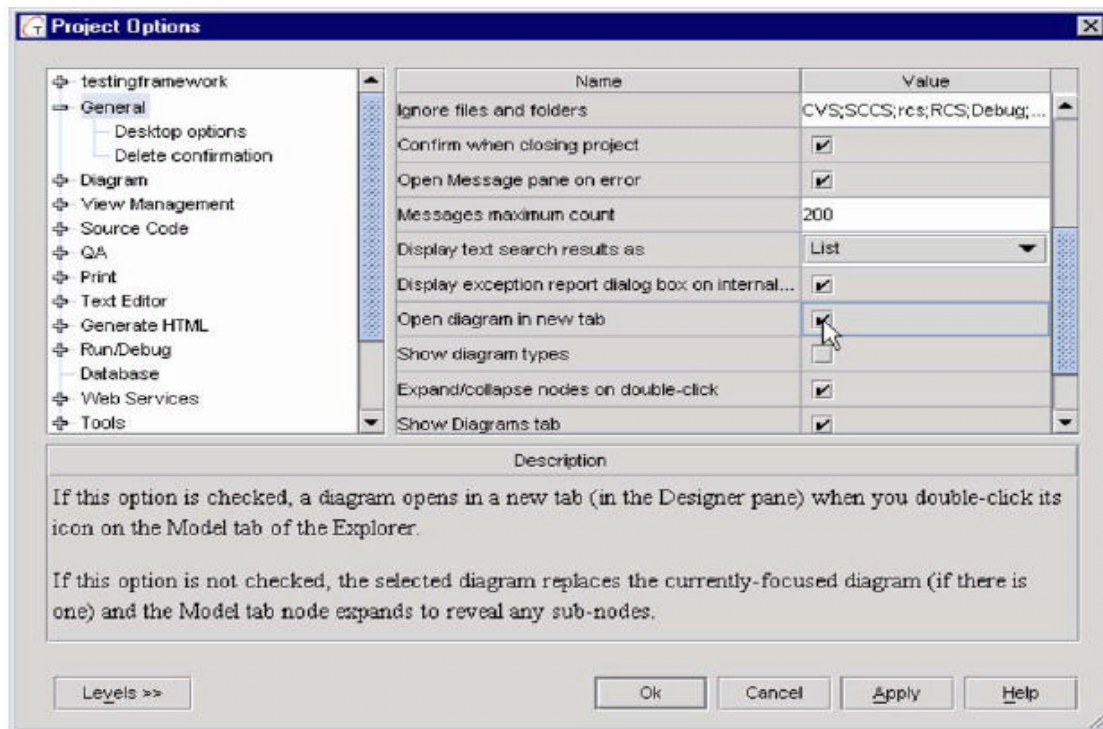 Project Options
testingframework
General
Desktop options
Delete confirmation
Diagram
View Management
Source Code
QA
Print
Text Editor
Generate HTML
Run/Debug
Database
Web Services
Tools
Name Value
Ignore files and folders CVS;SCCS;rcs;RCS;Debug;...
Confirm when closing project
Open Message pane on error
Messages maximum count 200
Display text search results as List
Display exception report dialog box on internal...
Open diagram in new tab
Show diagram types
Expand/collapse nodes on double-click
Show Diagrams tab
Description
If this option is checked, a diagram opens in a new tab (in the Designer pane) when you double-click its
icon on the Model tab of the Explorer.
If this option is not checked, the selected diagram replaces the currently-focused diagram (if there is
one) and the Model tab node expands to reveal any sub-nodes.
Levels >> Ok Cancel Apply Help